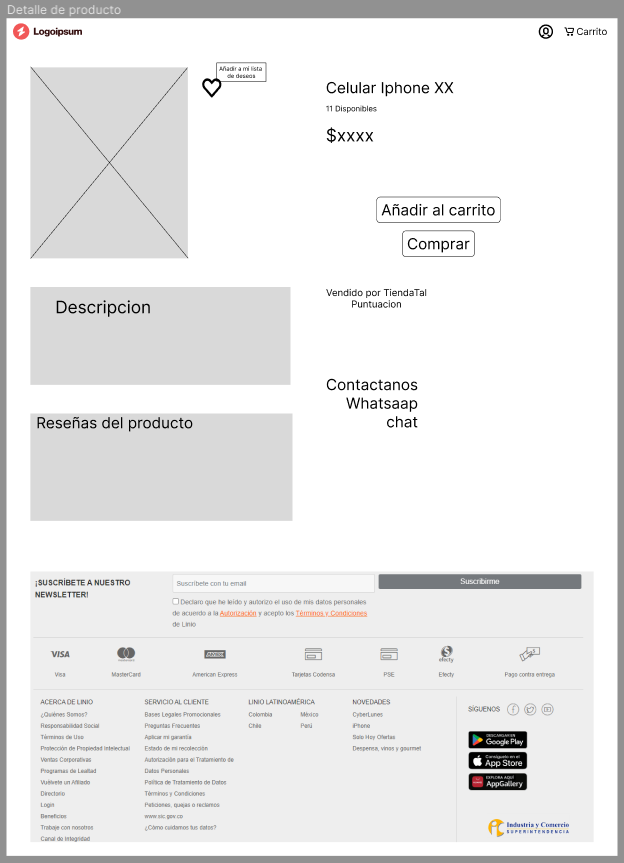 Detalle de producto
Logoipsum
Carrito
Añadir a mi lista
de deseos
Celular Iphone XX
11 Disponibles
$xxxx
Añadir al carrito
Comprar
Descripcion
Vendido por TiendaTal
Puntuacion
Contactanos
Whatsaap
chat
Reseñas del producto
¡SUSCRÍBETE A NUESTRO
NEWSLETTER!
Suscríbete con tu email
Suscribirme
Declaro que he leído y autorizo el uso de mis datos personales
de acuerdo a la Autorización y acepto los Términos y Condiciones
de Linio
VISA
Visa
MasterCard
American Express
Tarjetas Codensa
PSE
efecty
Efecty
Pago contra entrega
ACERCA DE LINIO
¿Quiénes Somos?
Responsabilidad Social
Términos de Uso
Protección de Propiedad Intelectual
Ventas Corporativas
Programas de Lealtad
Vuélvete un Afiliado
Directorio
Login
Beneficios
Trabaje con nosotros
Canal de Integridad
SERVICIO AL CLIENTE
Bases Legales Promocionales
Preguntas Frecuentes
Aplicar mi garantía
Estado de mi recolección
Autorización para el Tratamiento de
Datos Personales
Política de Tratamiento de Datos
Términos y Condiciones
Peticiones, quejas o reclamos
www.sic.gov.co
¿Cómo cuidamos tus datos?
LINIO LATINOAMÉRICA
Colombia
México
Chile
Perú
NOVEDADES
CyberLunes
iPhone
Solo Hoy Ofertas
Despensa, vinos y gourmet
SÍGUENOS
DESCARGAR EN
Google Play
Consíguelo en el
App Store
EXPLORA AQUÍ
AppGallery
Industria y Comercio
SUPERINTENDENCIA